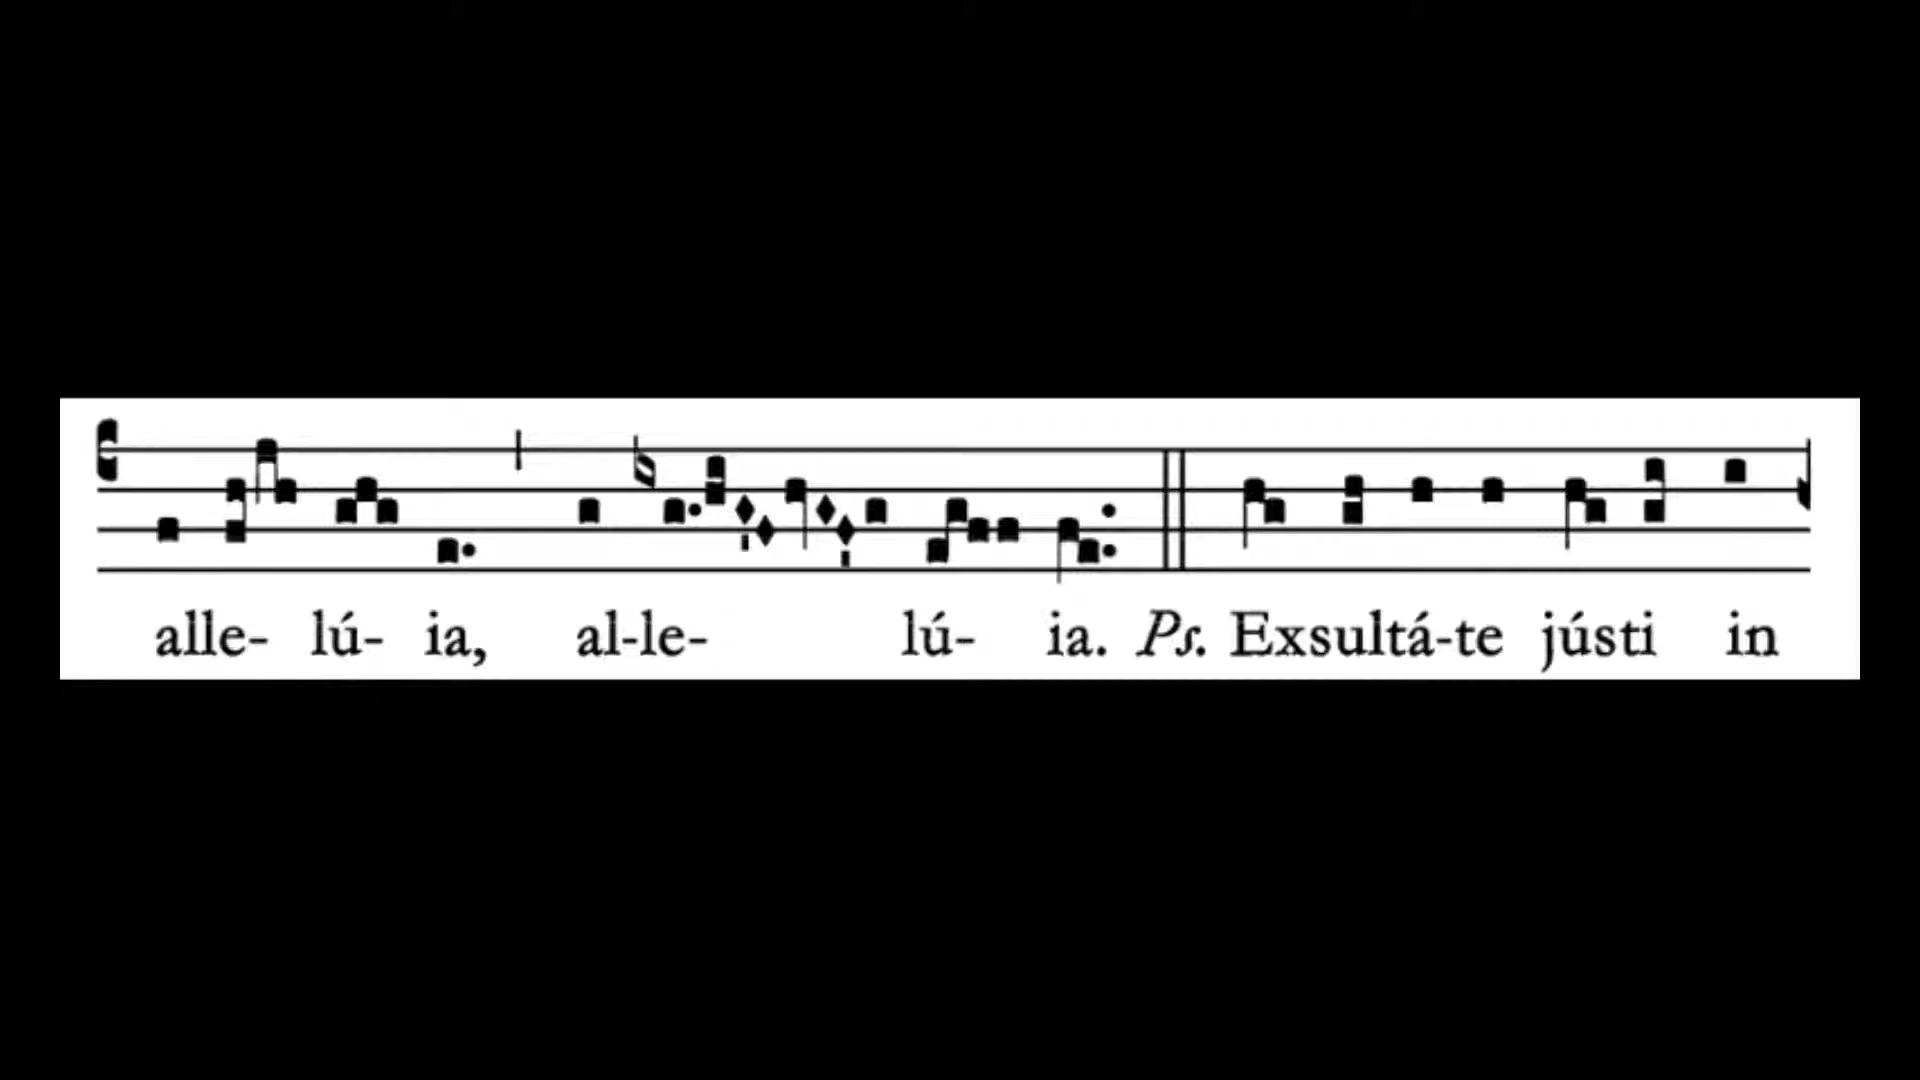 alle- lú- ia, al-le- lú- ia. Ps. Exsultá-te jústi in